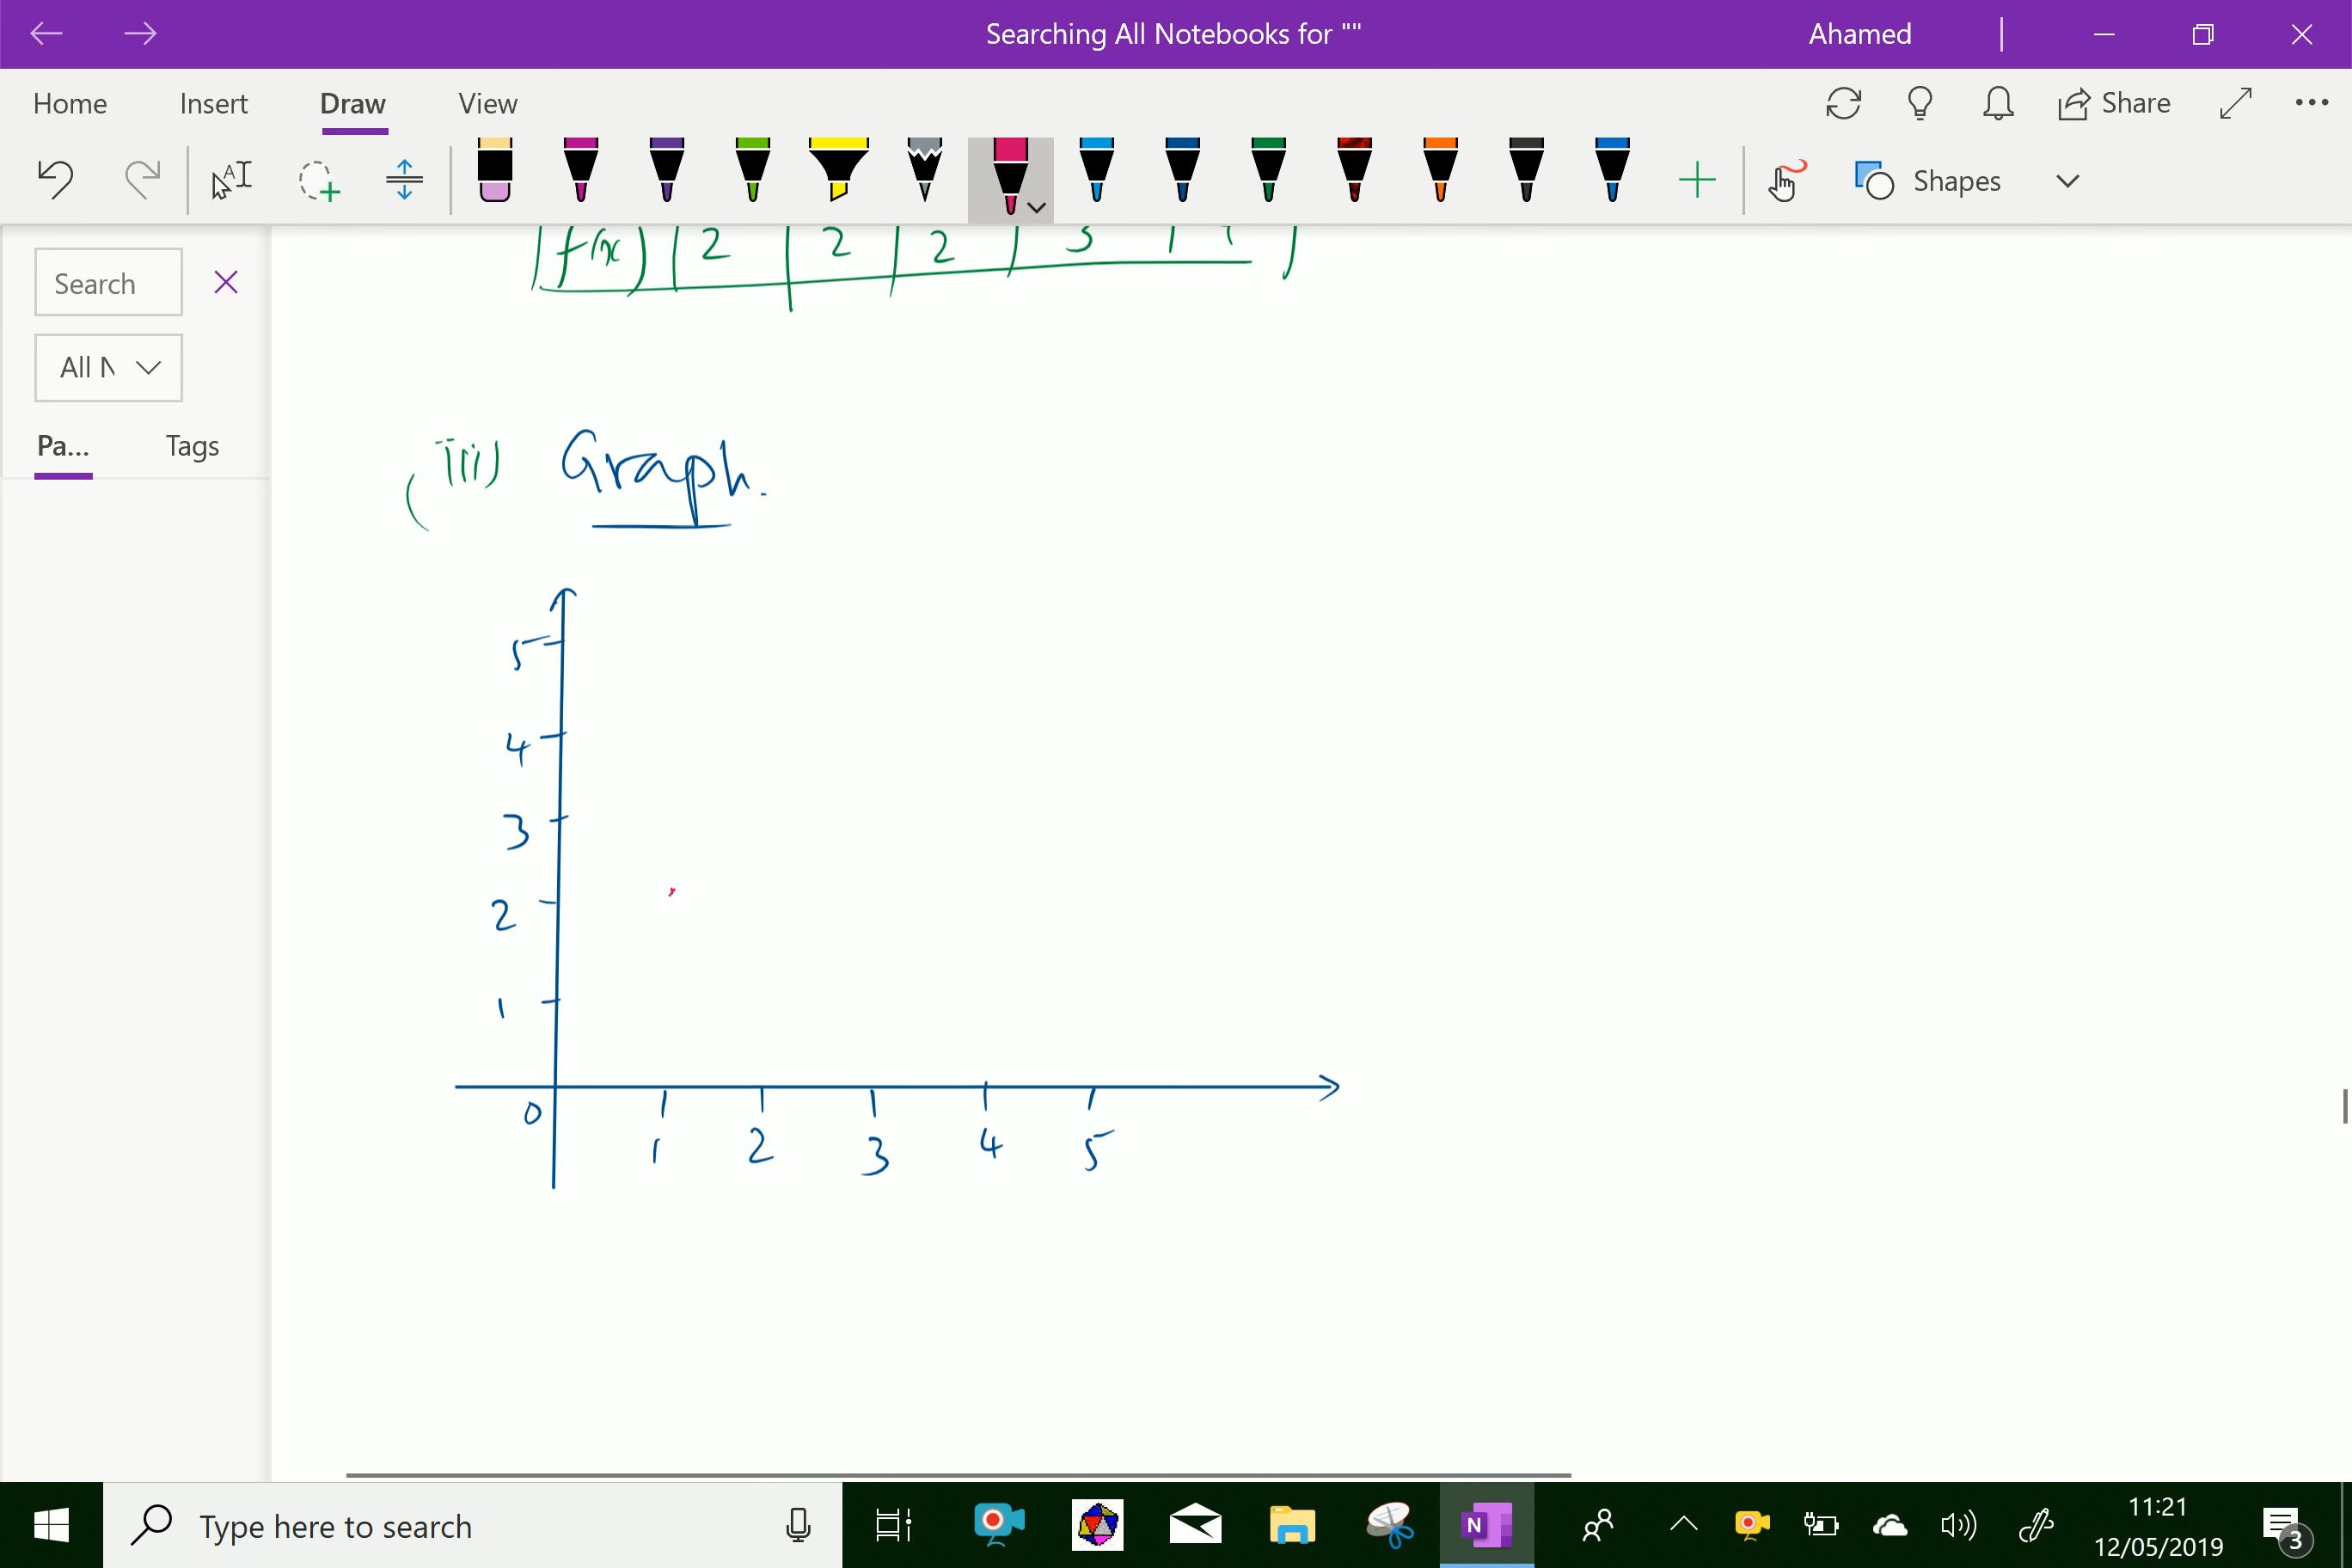 Searching All Notebooks for ""
Ahamed
Home Insert Draw View
Share
Shapes
Search
All N
Pa... Tags
f(x) 2 2 2
(iii) Graph.
5
4
3
2
1
0
1 2 3 4 5
Type here to search
N
11:21
12/05/2019
3